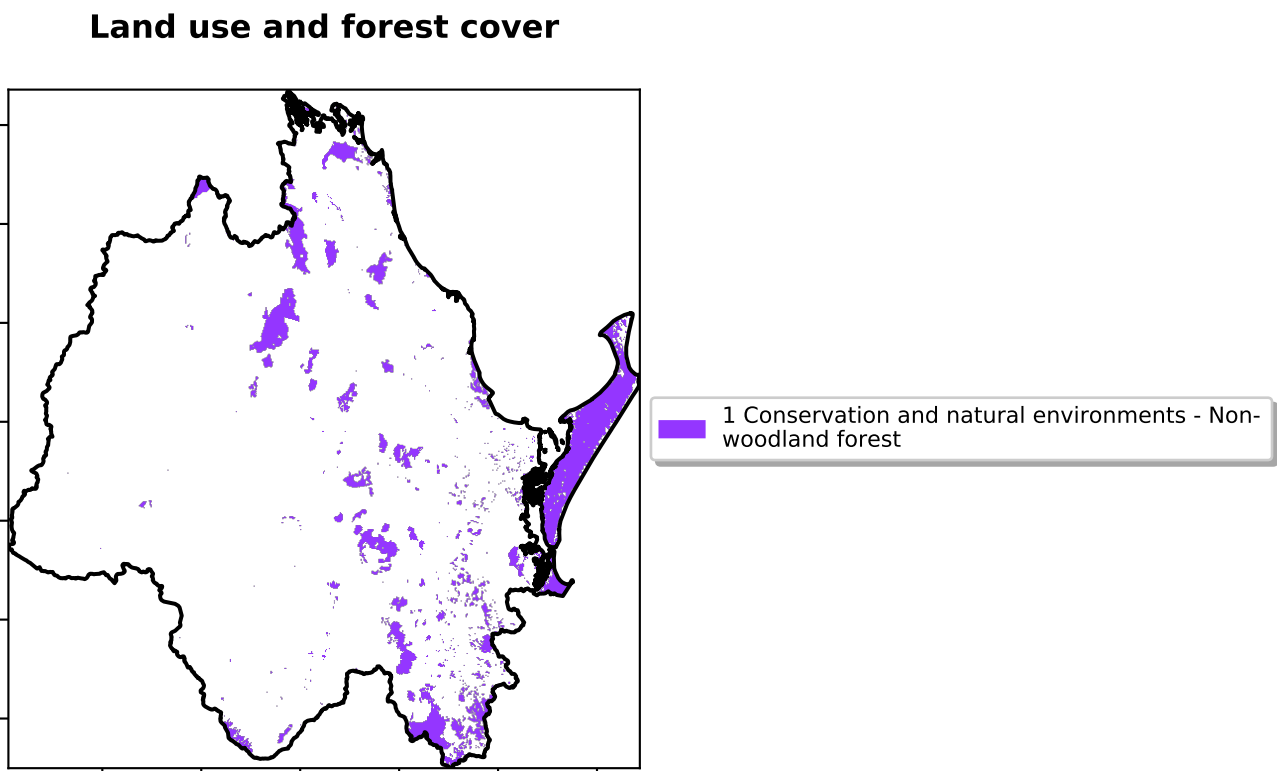 Land use and forest cover
1 Conservation and natural environments - Non-
woodland forest